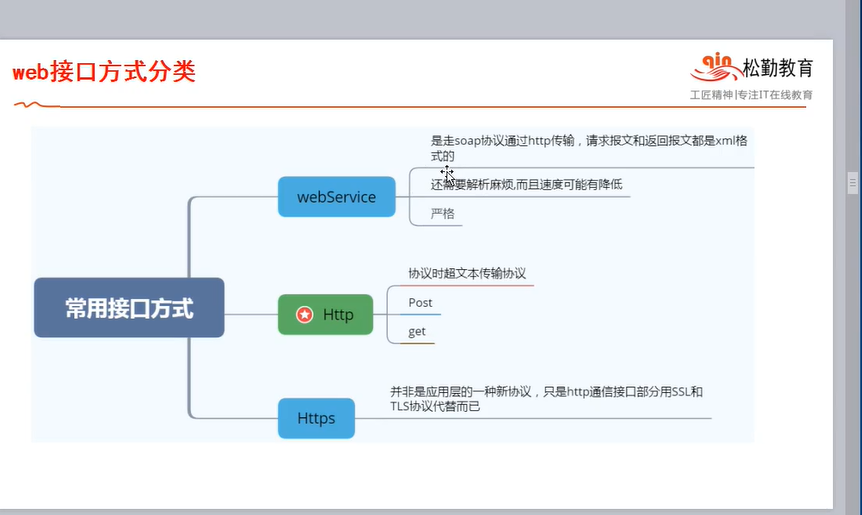 web接口方式分类
qin 松勤教育
工匠精神|专注IT在线教育
是走soap协议通过http传输，请求报文和返回报文都是xml格
式的
webService
还需要解析麻烦,而且速度可能有降低
严格
协议时超文本传输协议
常用接口方式
Http
Post
get
并非是应用层的一种新协议，只是http通信接口部分用SSL和
TLS协议代替而已
Https